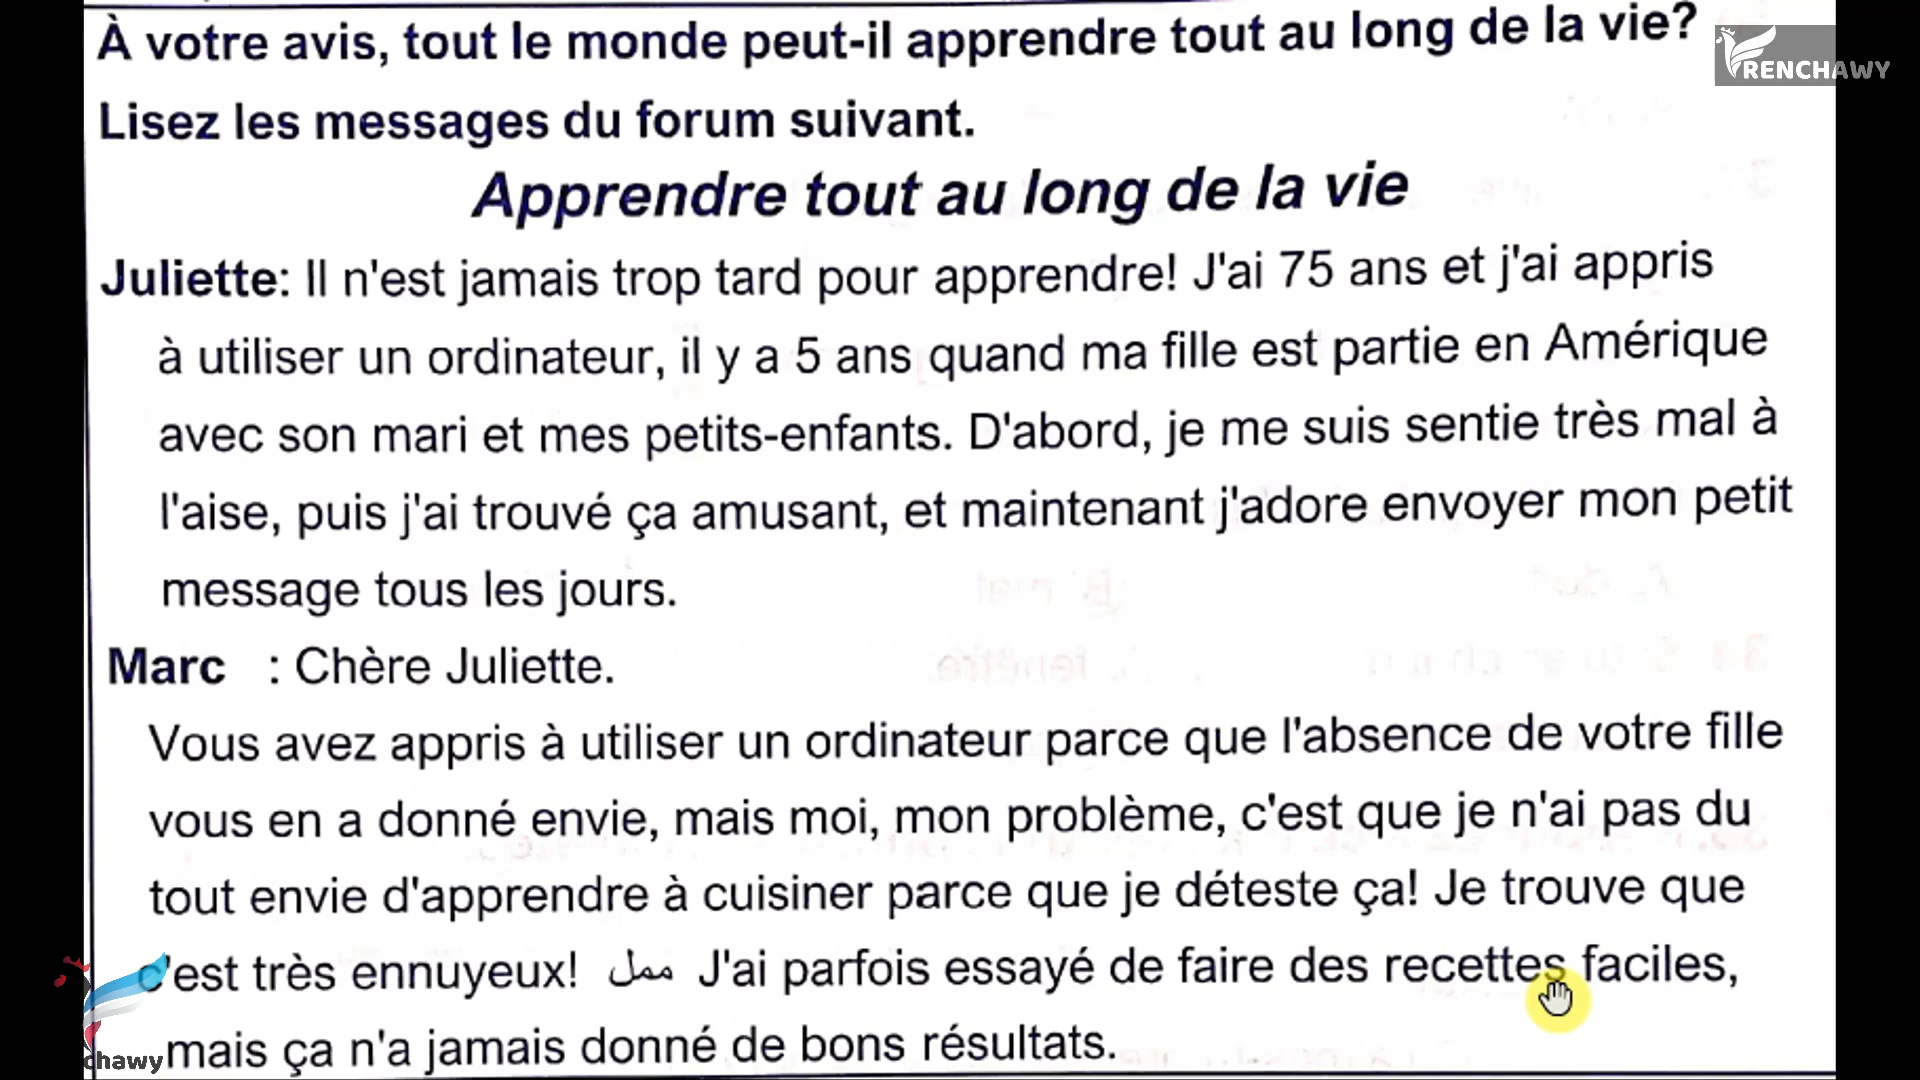 À votre avis, tout le monde peut-il apprendre tout au long de la vie?
RENCHAWY
Lisez les messages du forum suivant.
Apprendre tout au long de la vie
Juliette: Il n'est jamais trop tard pour apprendre! J'ai 75 ans et j'ai appris
à utiliser un ordinateur, il y a 5 ans quand ma fille est partie en Amérique
avec son mari et mes petits-enfants. D'abord, je me suis sentie très mal à
l'aise, puis j'ai trouvé ça amusant, et maintenant j'adore envoyer mon petit
message tous les jours.
Marc : Chère Juliette.
Vous avez appris à utiliser un ordinateur parce que l'absence de votre fille
vous en a donné envie, mais moi, mon problème, c'est que je n'ai pas du
tout envie d'apprendre à cuisiner parce que je déteste ça! Je trouve que
c'est très ennuyeux! ممل J'ai parfois essayé de faire des recettes faciles,
mais ça n'a jamais donné de bons résultats.
chawy